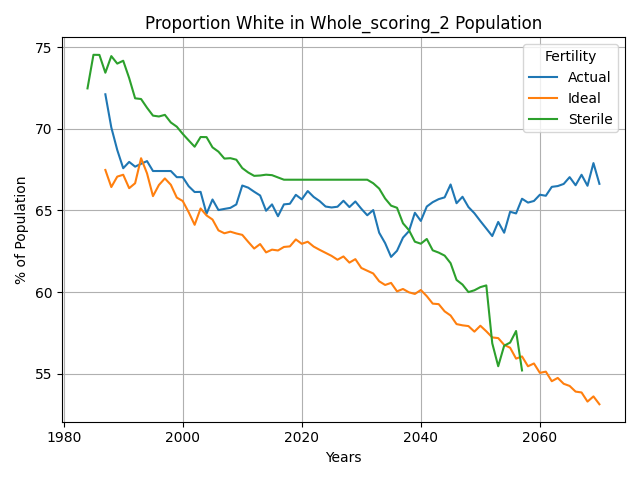 Proportion White in Whole_scoring_2 Population
Fertility
Actual
Ideal
Sterile
% of Population
75
70
65
60
55
1980
2000
2020
2040
2060
Years